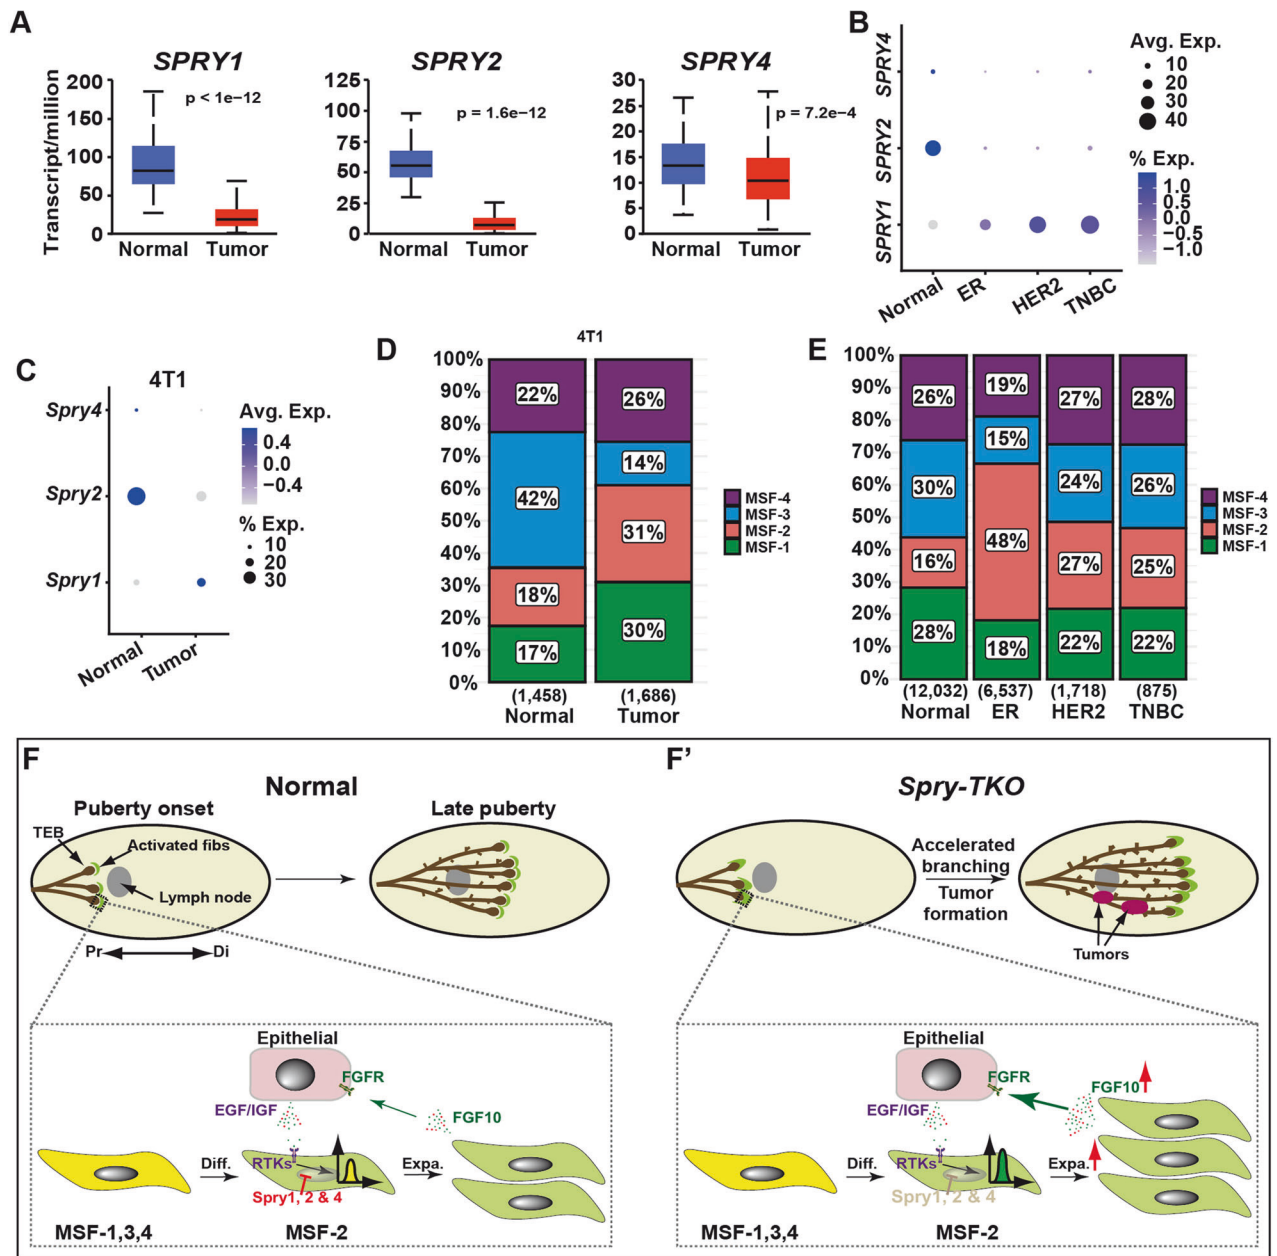 A
SPRY1
SPRY2
SPRY4
Transcript/million
200
150
100
50
0
p < 1e−12
Normal
Tumor
125
100
75
50
25
0
p = 1.6e−12
Normal
Tumor
30
25
20
15
10
5
0
p = 7.2e−4
Normal
Tumor
B
SPRY4
SPRY2
SPRY1
Normal
ER
HER2
TNBC
Avg. Exp.
10
20
30
40
% Exp.
1.0
0.5
0.0
−0.5
−1.0
C
4T1
Spry4
Spry2
Spry1
Normal
Tumor
Avg. Exp.
0.4
0.0
−0.4
% Exp.
10
20
30
D
4T1
100%
90%
80%
70%
60%
50%
40%
30%
20%
10%
0%
22%
42%
18%
17%
26%
14%
31%
30%
(1,458)
(1,686)
Normal
Tumor
MSF-4
MSF-3
MSF-2
MSF-1
E
100%
90%
80%
70%
60%
50%
40%
30%
20%
10%
0%
26%
30%
16%
28%
19%
15%
48%
18%
27%
24%
27%
22%
28%
26%
25%
22%
(12,032)
(6,537)
(1,718)
(875)
Normal
ER
HER2
TNBC
MSF-4
MSF-3
MSF-2
MSF-1
F
Normal
Puberty onset
Late puberty
TEB
Activated fibs
Lymph node
Pr
Di
Epithelial
FGFR
EGF/IGF
FGF10
RTKs
Diff.
Expa.
Spry1, 2 & 4
MSF-1,3,4
MSF-2
F’
Spry-TKO
Accelerated
branching
Tumor
formation
Tumors
Epithelial
FGFR
FGF10
EGF/IGF
RTKs
Diff.
Expa.
Spry1, 2 & 4
MSF-1,3,4
MSF-2